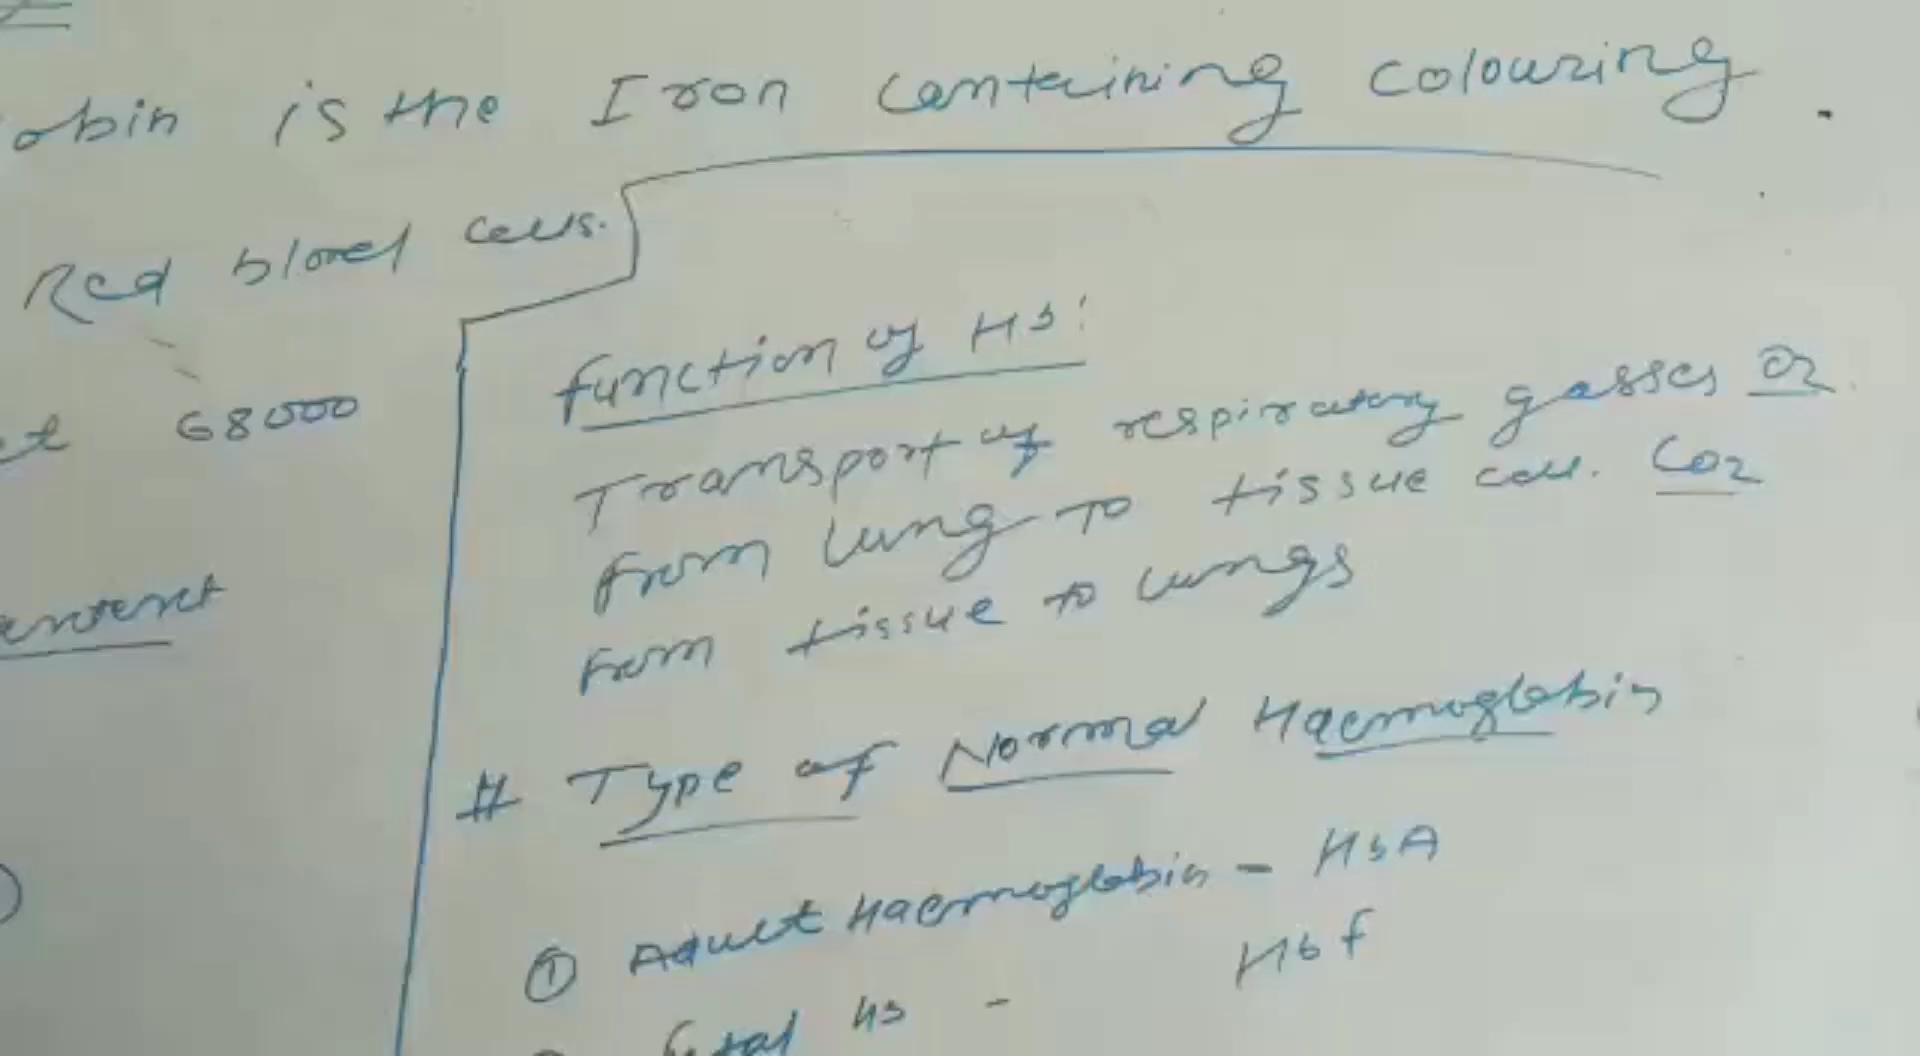 obin is the Iron containing colouring
Red blood cells.
68000
function of Hb:
Transport of respiratory gasses O2
from lung to tissue cell. CO2
from tissue to lungs
# Type of Normal Haemoglobin
① Adult Haemoglobin - HbA
Fetal Hb - HbF